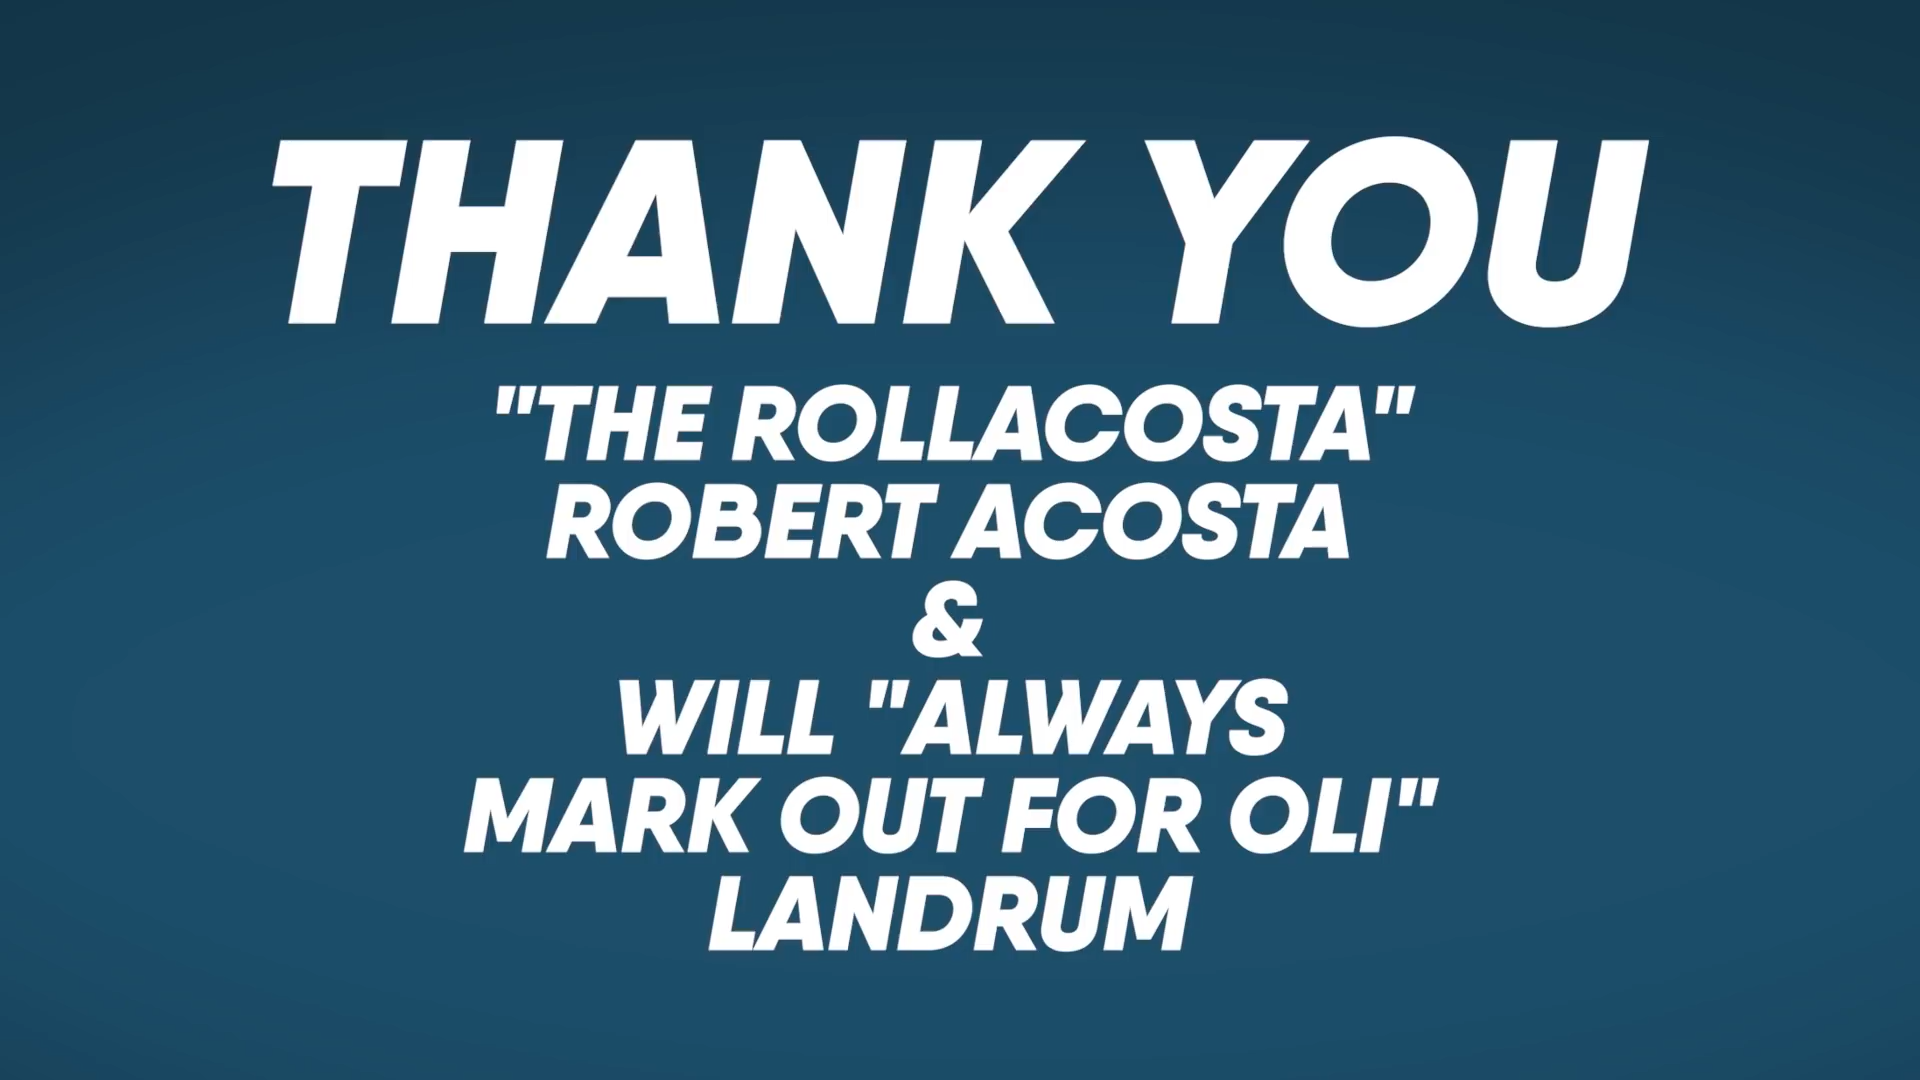 THANK YOU
"THE ROLLACOSTA"
ROBERT ACOSTA
&
WILL "ALWAYS
MARK OUT FOR OLI"
LANDRUM